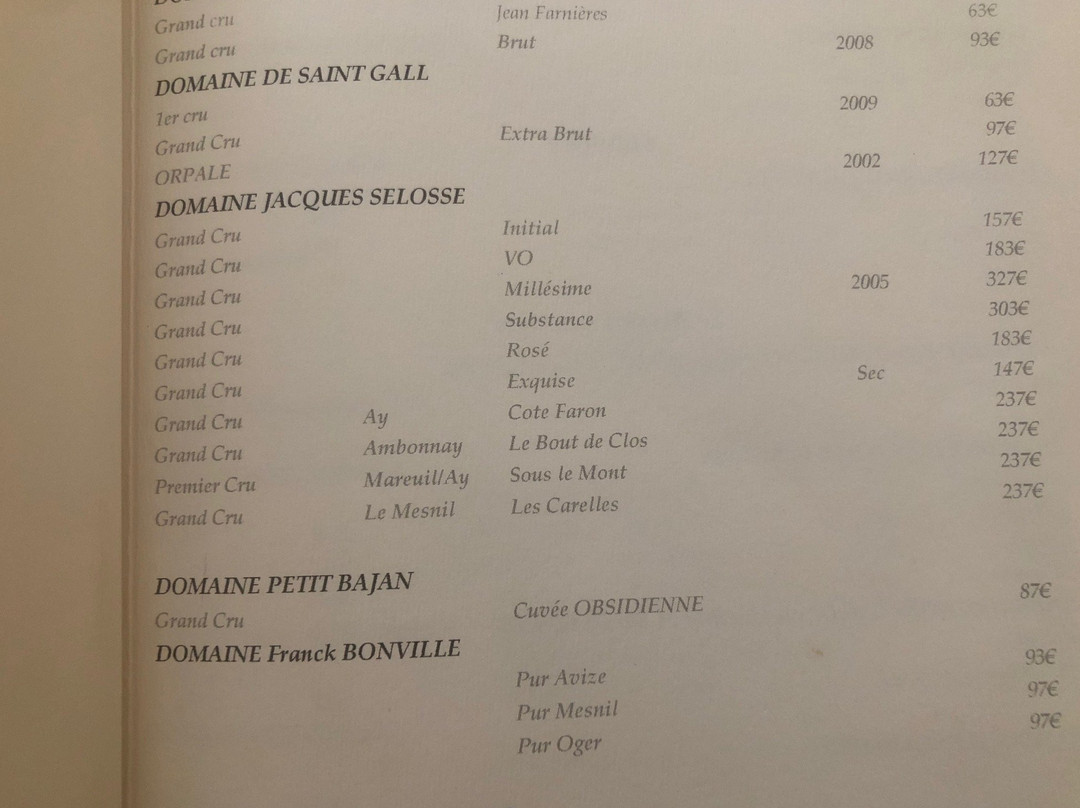 Grand cru Jean Farnières 63€
Grand cru Brut 2008 93€
DOMAINE DE SAINT GALL
1er cru 2009 63€
Grand Cru Extra Brut 97€
ORPALE 2002 127€
DOMAINE JACQUES SELOSSE
Grand Cru Initial 157€
Grand Cru VO 183€
Grand Cru Millésime 2005 327€
Grand Cru Substance 303€
Grand Cru Rosé 183€
Grand Cru Exquise Sec 147€
Grand Cru Ay Cote Faron 237€
Grand Cru Ambonnay Le Bout de Clos 237€
Premier Cru Mareuil/Ay Sous le Mont 237€
Grand Cru Le Mesnil Les Carelles 237€
DOMAINE PETIT BAJAN
Grand Cru Cuvée OBSIDIENNE 87€
DOMAINE Franck BONVILLE
Pur Avize 93€
Pur Mesnil 97€
Pur Oger 97€